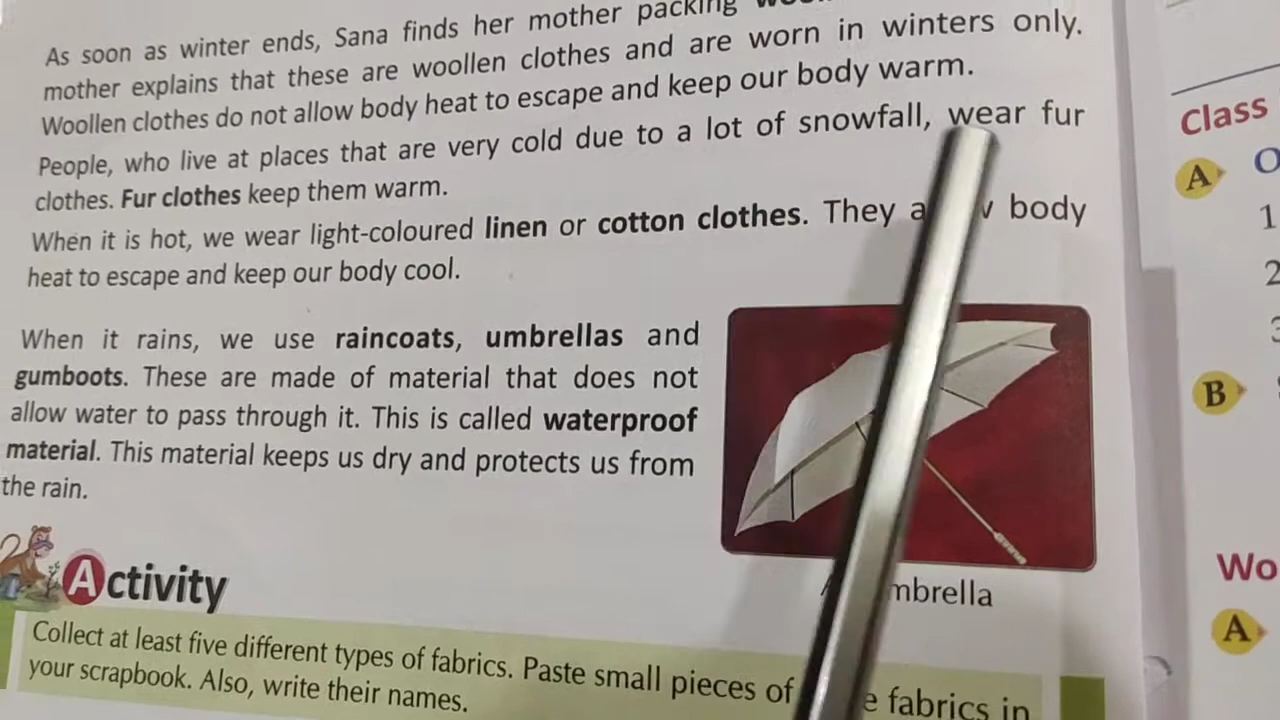 As soon as winter ends, Sana finds her mother packing
mother explains that these are woollen clothes and are worn in winters only.
Woollen clothes do not allow body heat to escape and keep our body warm.
People, who live at places that are very cold due to a lot of snowfall, wear fur
clothes. Fur clothes keep them warm.
When it is hot, we wear light-coloured linen or cotton clothes. They body
heat to escape and keep our body cool.
When it rains, we use raincoats, umbrellas and
gumboots. These are made of material that does not
allow water to pass through it. This is called waterproof
material. This material keeps us dry and protects us from
the rain.
mbrella
Activity
Collect at least five different types of fabrics. Paste small pieces of fabrics in
your scrapbook. Also, write their names.
Class
A
1
2
3
B
A